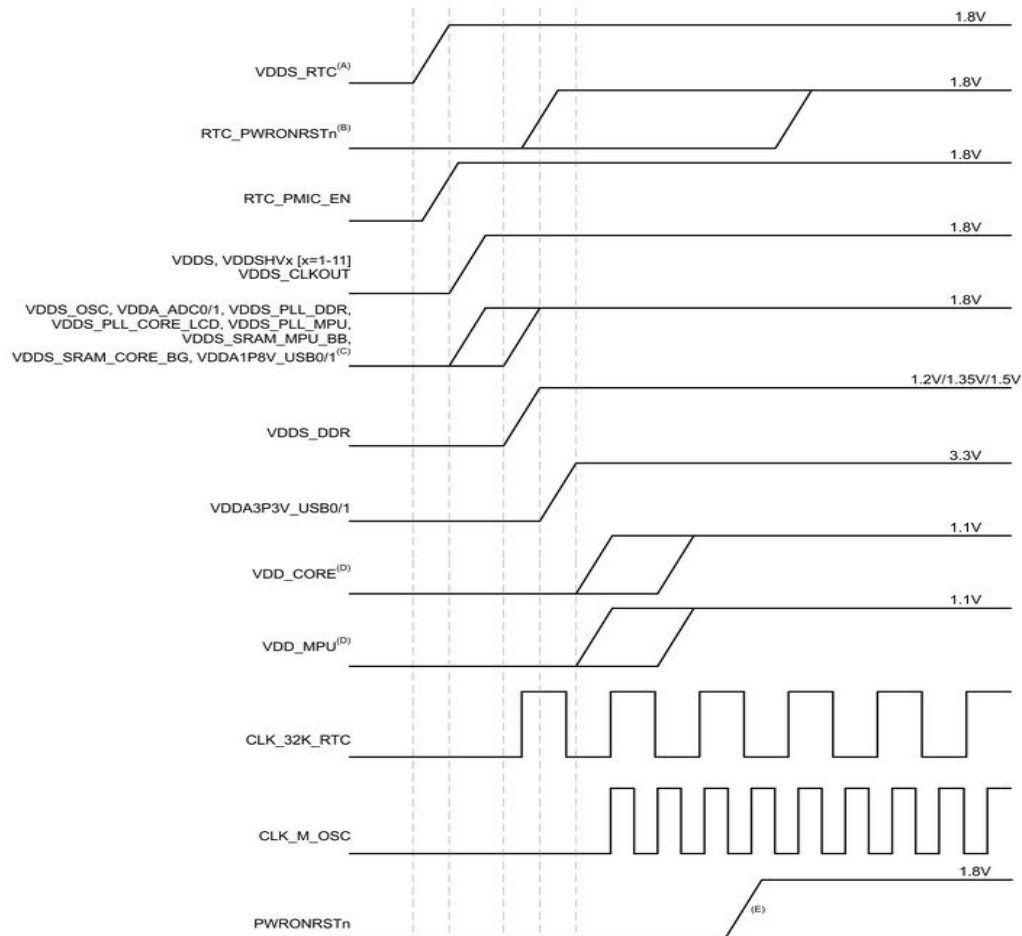 1.8V
VDDS_RTC(A)
1.8V
RTC_PWRONRSTn(B)
1.8V
RTC_PMIC_EN
1.8V
VDDS, VDDSHVx [x=1-11]
VDDS_CLKOUT
1.8V
VDDS_OSC, VDDA_ADC0/1, VDDS_PLL_DDR,
VDDS_PLL_CORE_LCD, VDDS_PLL_MPU,
VDDS_SRAM_MPU_BB,
VDDS_SRAM_CORE_BG, VDDA1P8V_USB0/1(C)
1.2V/1.35V/1.5V
VDDS_DDR
3.3V
VDDA3P3V_USB0/1
1.1V
VDD_CORE(D)
1.1V
VDD_MPU(D)
CLK_32K_RTC
CLK_M_OSC
1.8V
(E)
PWRONRSTn